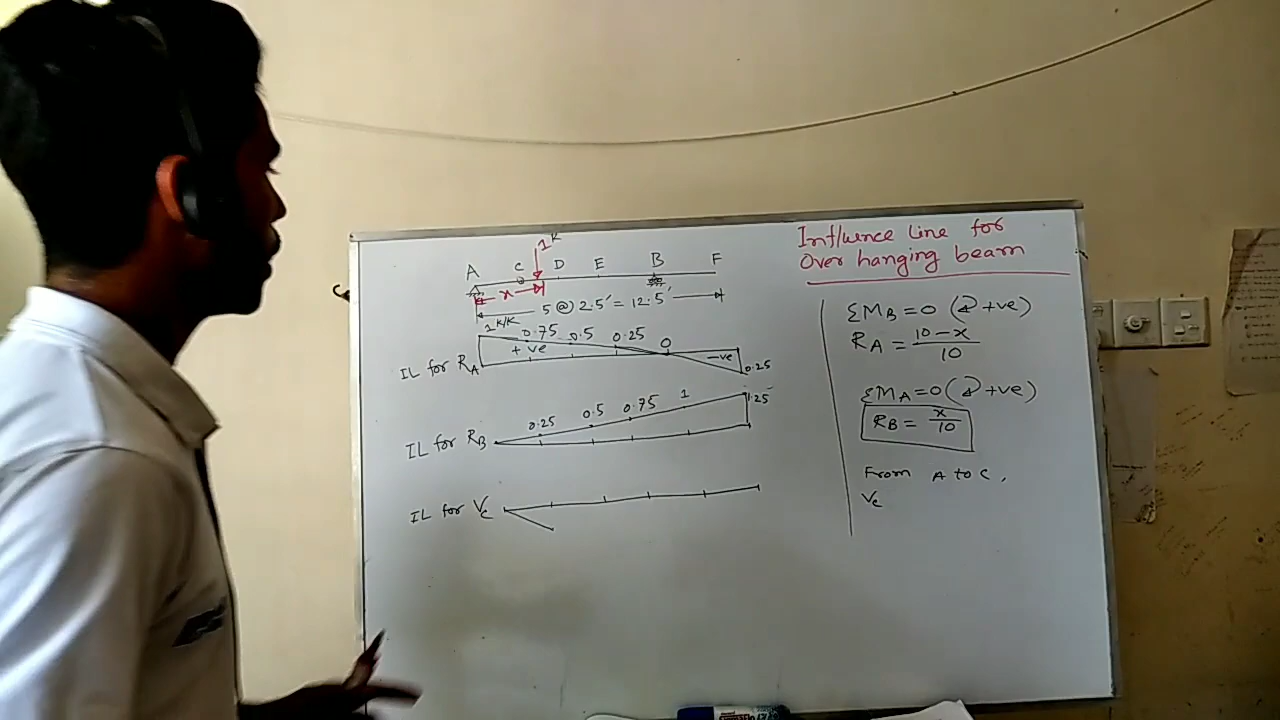 Influence Line for
Over hanging beam
1K
A C D E B F
x
5 @ 2.5' = 12.5'
1 K/K 0.75 0.5 0.25 0
+ve -ve
IL for RA
0.25
0.25 0.5 0.75 1 1.25
IL for RB
IL for Vc
ΣMB=0 (↻ +ve)
RA = 10-x / 10
ΣMA=0 (↻ +ve)
RB = x / 10
From A to C,
Vc